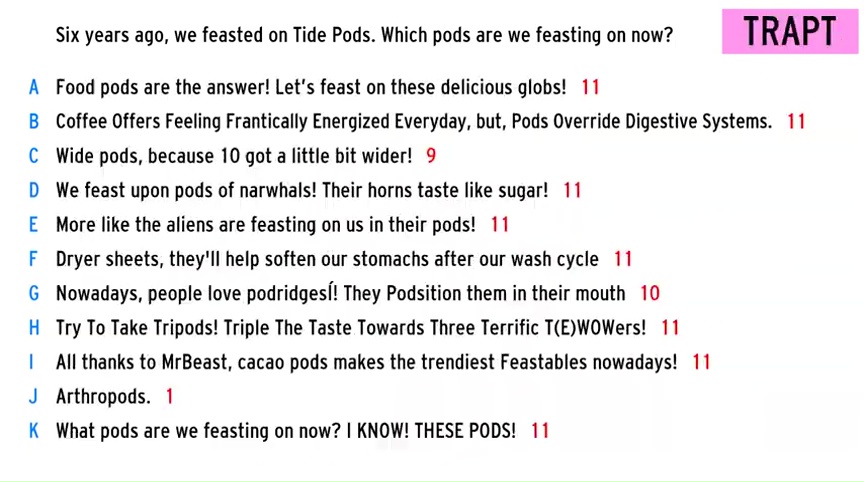 Six years ago, we feasted on Tide Pods. Which pods are we feasting on now? TRAPT
A Food pods are the answer! Let's feast on these delicious globs! 11
B Coffee Offers Feeling Frantically Energized Everyday, but, Pods Override Digestive Systems. 11
C Wide pods, because 10 got a little bit wider! 9
D We feast upon pods of narwhals! Their horns taste like sugar! 11
E More like the aliens are feasting on us in their pods! 11
F Dryer sheets, they'll help soften our stomachs after our wash cycle 11
G Nowadays, people love podridgesÍ! They Podsition them in their mouth 10
H Try To Take Tripods! Triple The Taste Towards Three Terrific T(E)WOWers! 11
I All thanks to MrBeast, cacao pods makes the trendiest Feastables nowadays! 11
J Arthropods. 1
K What pods are we feasting on now? I KNOW! THESE PODS! 11